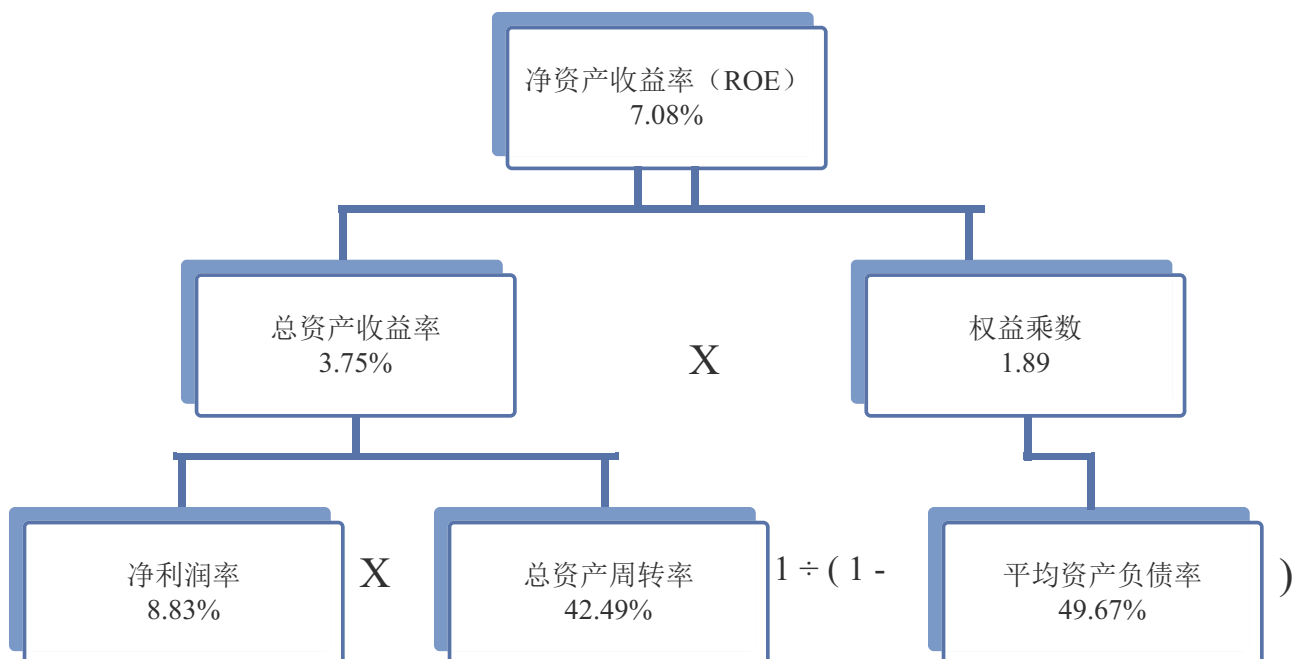 净资产收益率（ROE）
7.08%
总资产收益率
3.75%
X
权益乘数
1.89
净利润率
8.83%
X
总资产周转率
42.49%
1 ÷ ( 1 -
平均资产负债率
49.67%
)